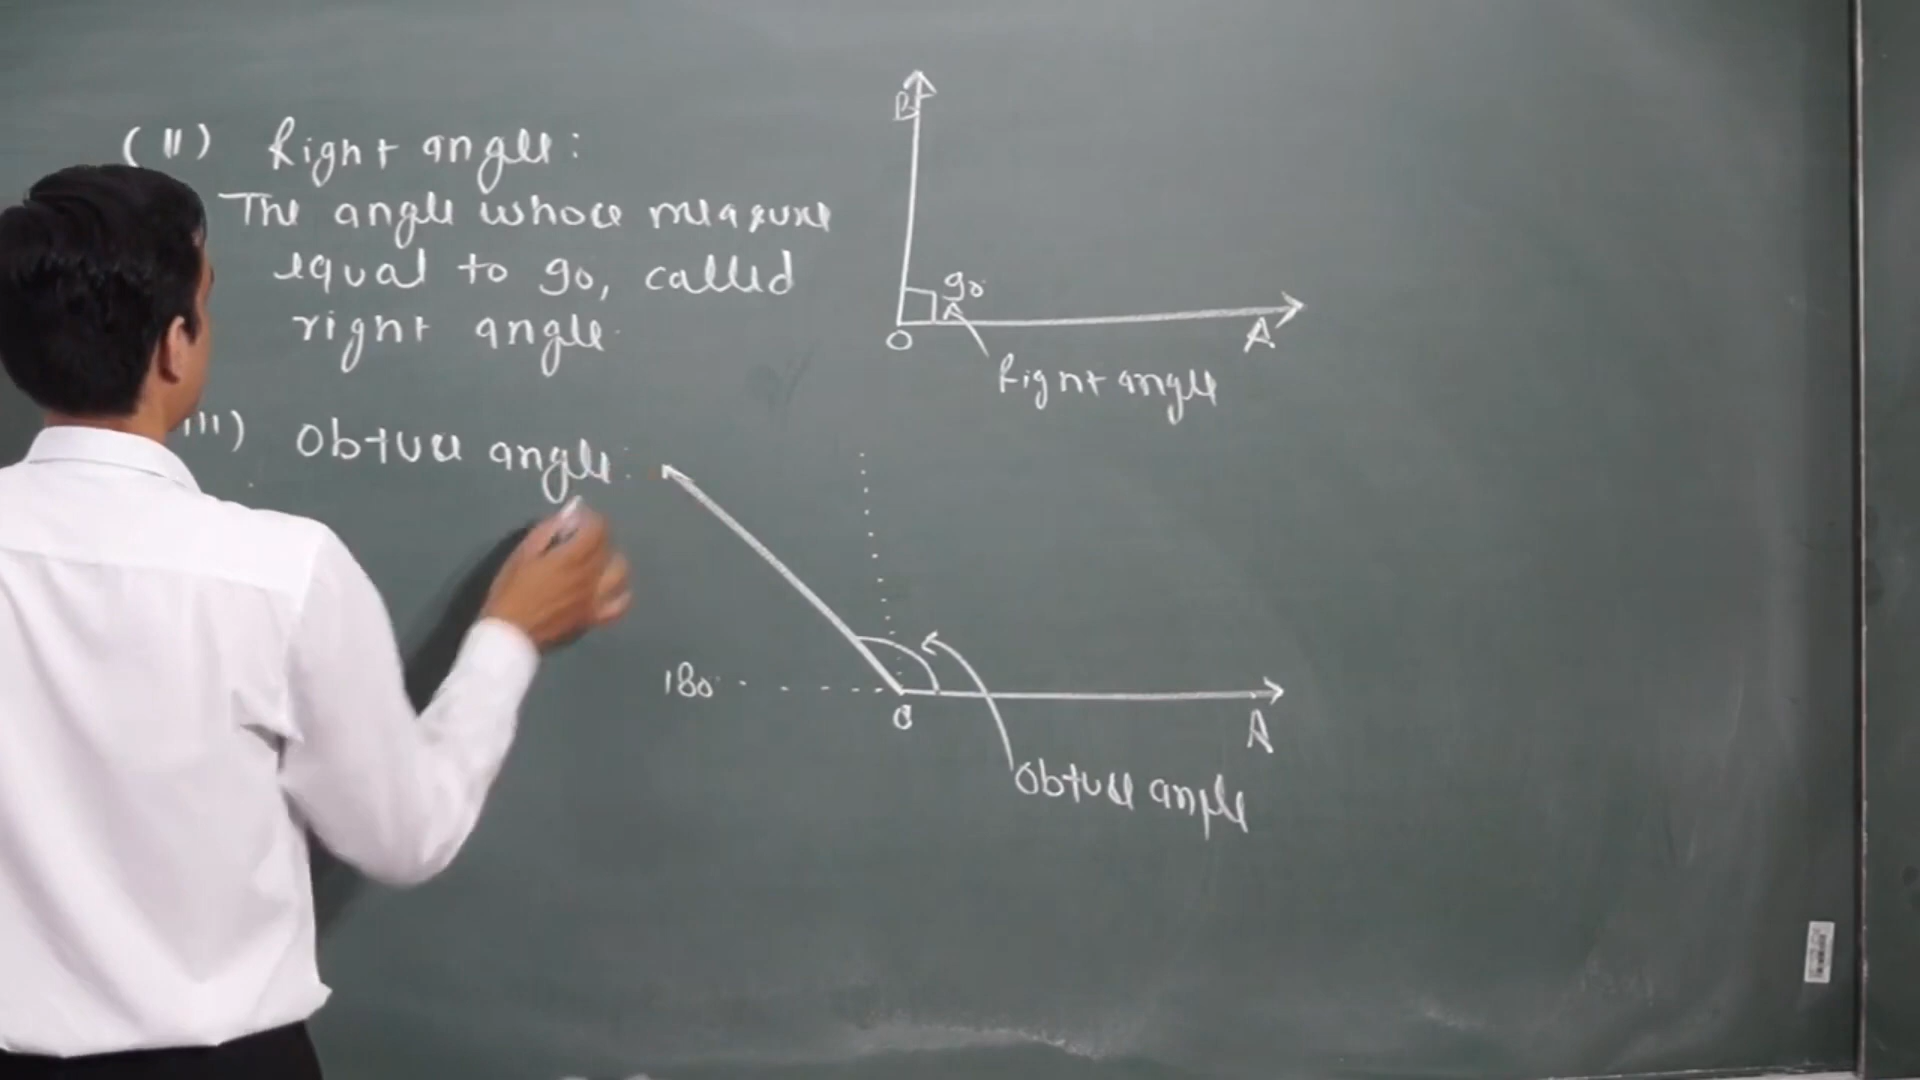 (II) Right angle:
The angle whose measure
equal to 90, called
right angle.
III) Obtuse angle:
B
90
O
A
Right angle
180
O
A
Obtuse angle